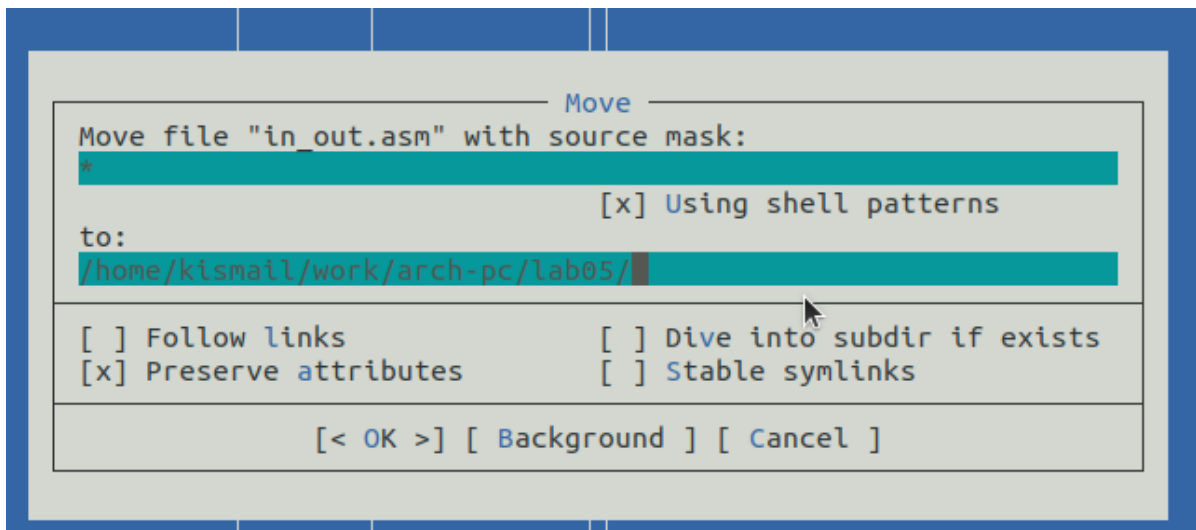 Move
Move file "in_out.asm" with source mask:
*
[x] Using shell patterns
to:
/home/kismail/work/arch-pc/lab05/
[ ] Follow links [ ] Dive into subdir if exists
[x] Preserve attributes [ ] Stable symlinks
[< OK >] [ Background ] [ Cancel ]